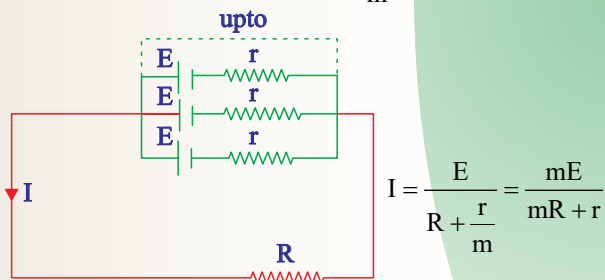 m
upto
E r
E r
E r
I
R
I = E / (R + r/m) = mE / (mR + r)